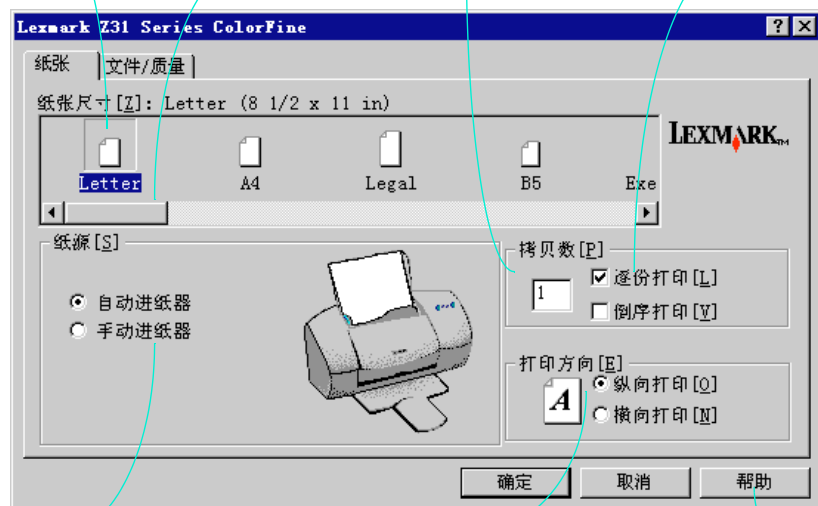 Lexmark Z31 Series ColorFine
纸张 文件/质量
纸张尺寸[Z]: Letter (8 1/2 x 11 in)
LEXMARK™
Letter A4 Legal B5 Exe
纸源[S]
自动进纸器
手动进纸器
拷贝数[P]
1
逐份打印[L]
倒序打印[V]
打印方向[E]
A
纵向打印[O]
横向打印[N]
确定 取消 帮助